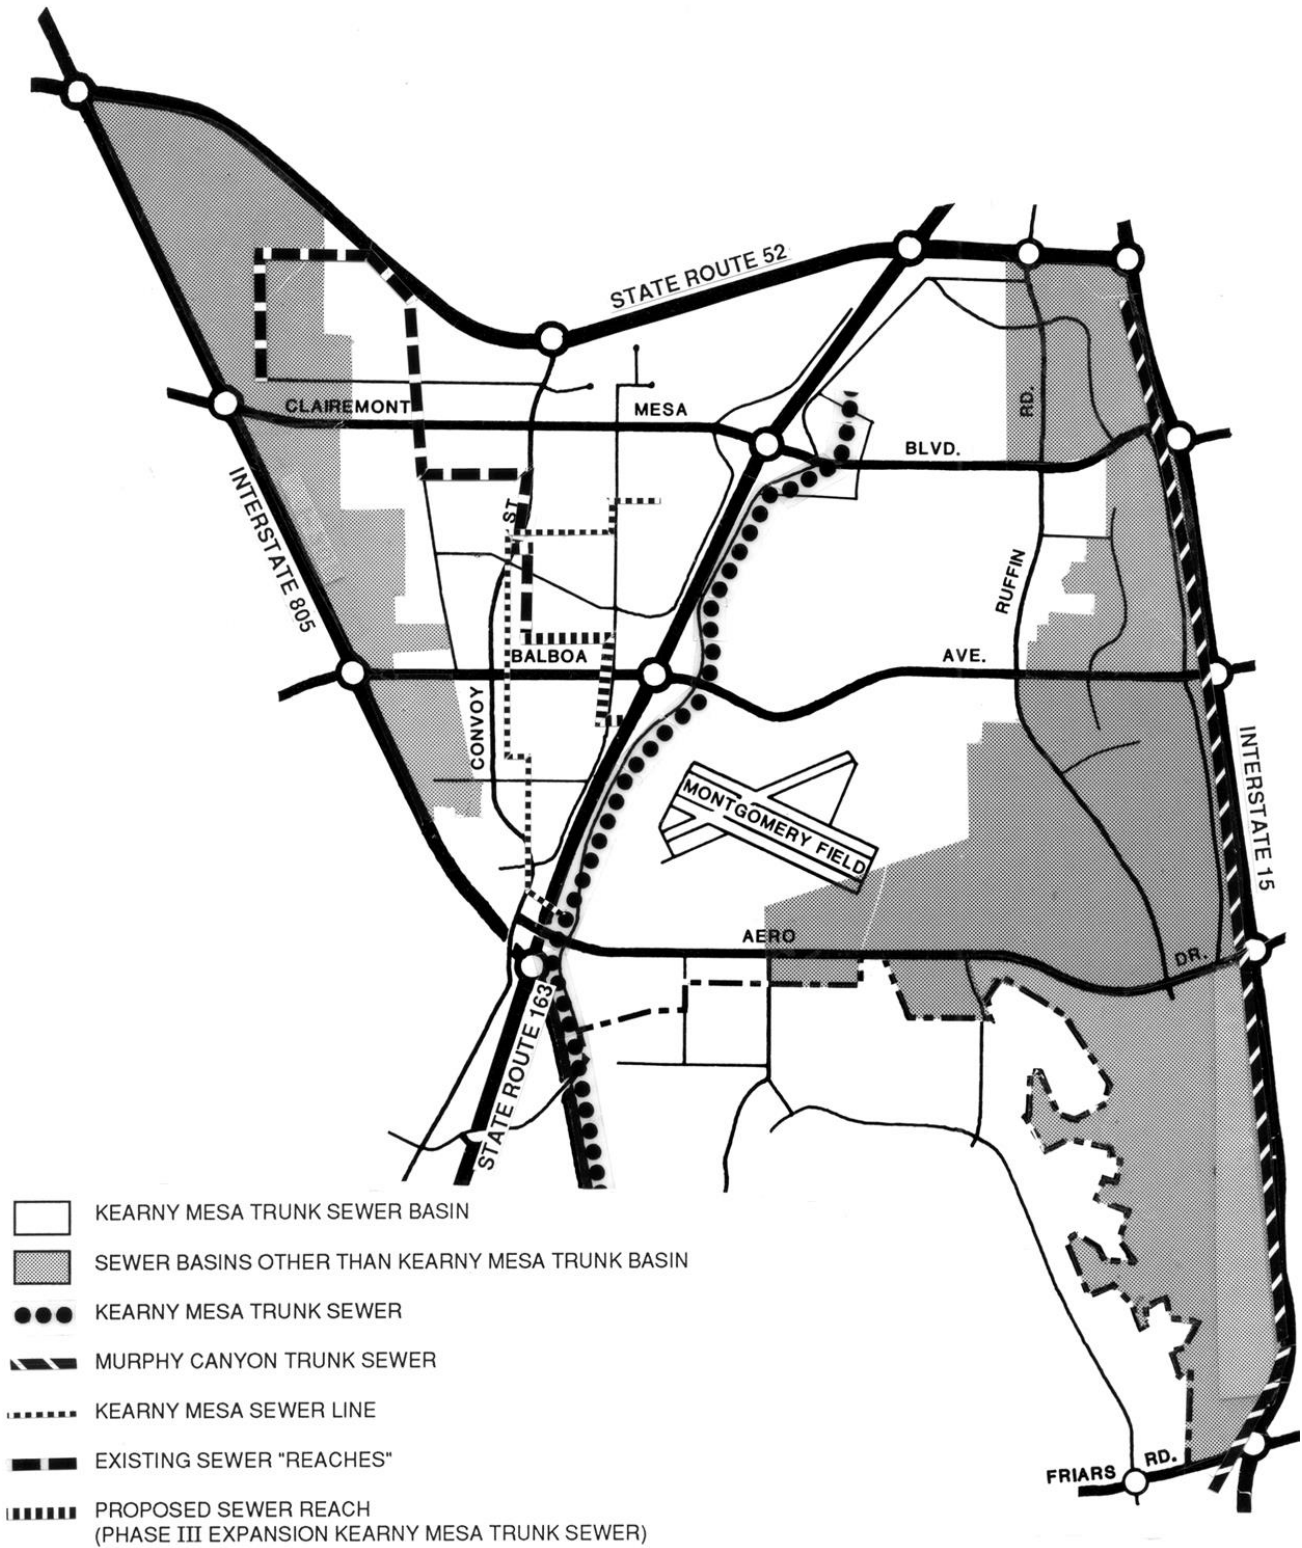 STATE ROUTE 52
CLAIREMONT
MESA
BLVD.
RD.
INTERSTATE 805
ST
RUFFIN
BALBOA
AVE.
CONVOY
INTERSTATE 15
MONTGOMERY FIELD
AERO
DR.
STATE ROUTE 163
KEARNY MESA TRUNK SEWER BASIN
SEWER BASINS OTHER THAN KEARNY MESA TRUNK BASIN
KEARNY MESA TRUNK SEWER
MURPHY CANYON TRUNK SEWER
KEARNY MESA SEWER LINE
EXISTING SEWER "REACHES"
FRIARS RD.
PROPOSED SEWER REACH
(PHASE III EXPANSION KEARNY MESA TRUNK SEWER)